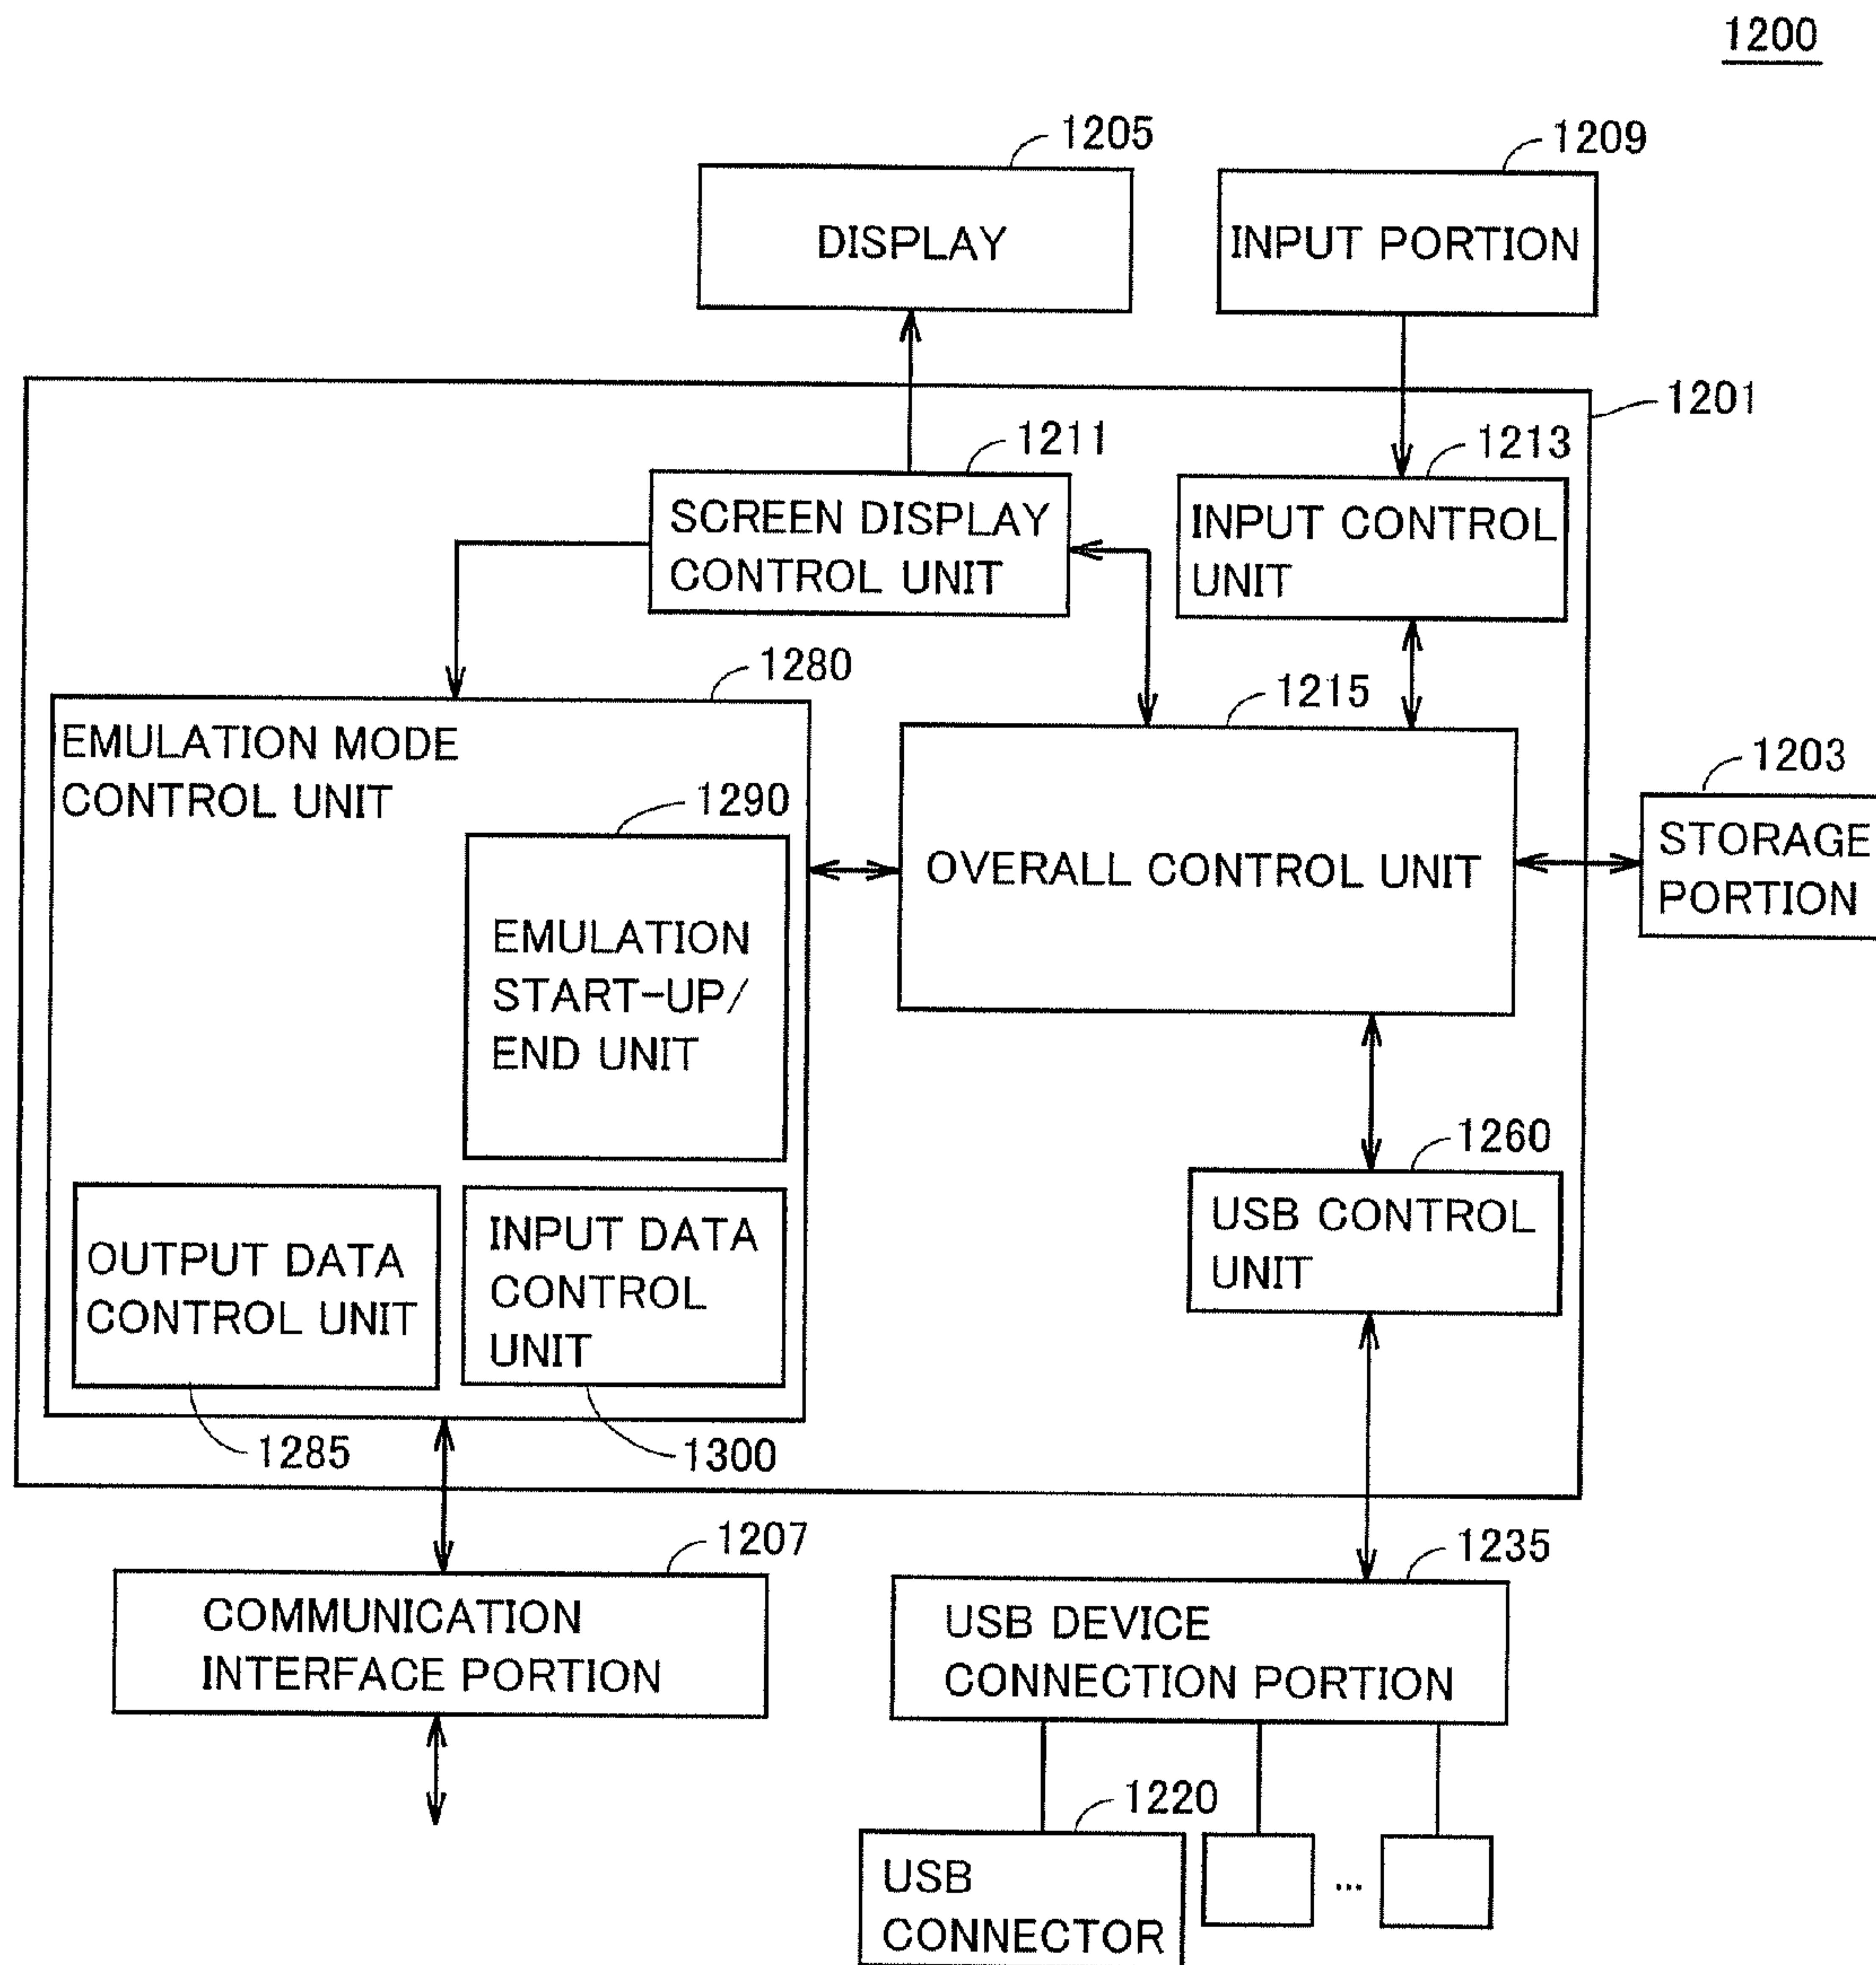 1200
1205
DISPLAY
1209
INPUT PORTION
1201
1211
SCREEN DISPLAY
CONTROL UNIT
1213
INPUT CONTROL
UNIT
1280
EMULATION MODE
CONTROL UNIT
1290
EMULATION
START-UP/
END UNIT
1215
OVERALL CONTROL UNIT
1203
STORAGE
PORTION
1260
USB CONTROL
UNIT
OUTPUT DATA
CONTROL UNIT
1285
INPUT DATA
CONTROL
UNIT
1300
1207
COMMUNICATION
INTERFACE PORTION
1235
USB DEVICE
CONNECTION PORTION
1220
USB
CONNECTOR
...